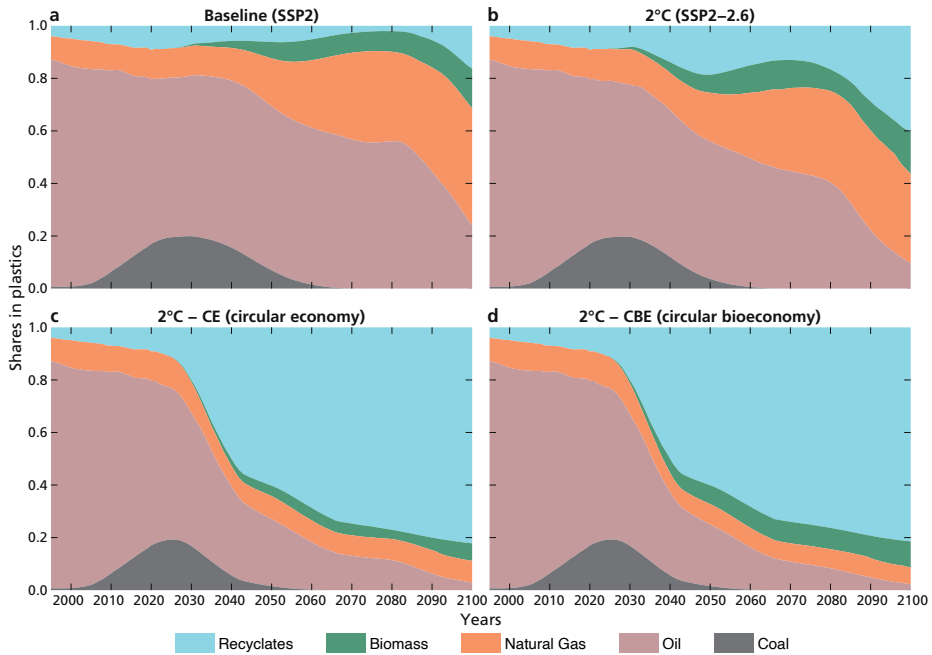 a Baseline (SSP2)
b 2°C (SSP2–2.6)
1.0
0.8
0.6
0.4
0.2
0.0
c 2°C – CE (circular economy)
d 2°C – CBE (circular bioeconomy)
1.0
0.8
0.6
0.4
0.2
0.0
Shares in plastics
2000 2010 2020 2030 2040 2050 2060 2070 2080 2090 2100
2000 2010 2020 2030 2040 2050 2060 2070 2080 2090 2100
Years
Recyclates Biomass Natural Gas Oil Coal